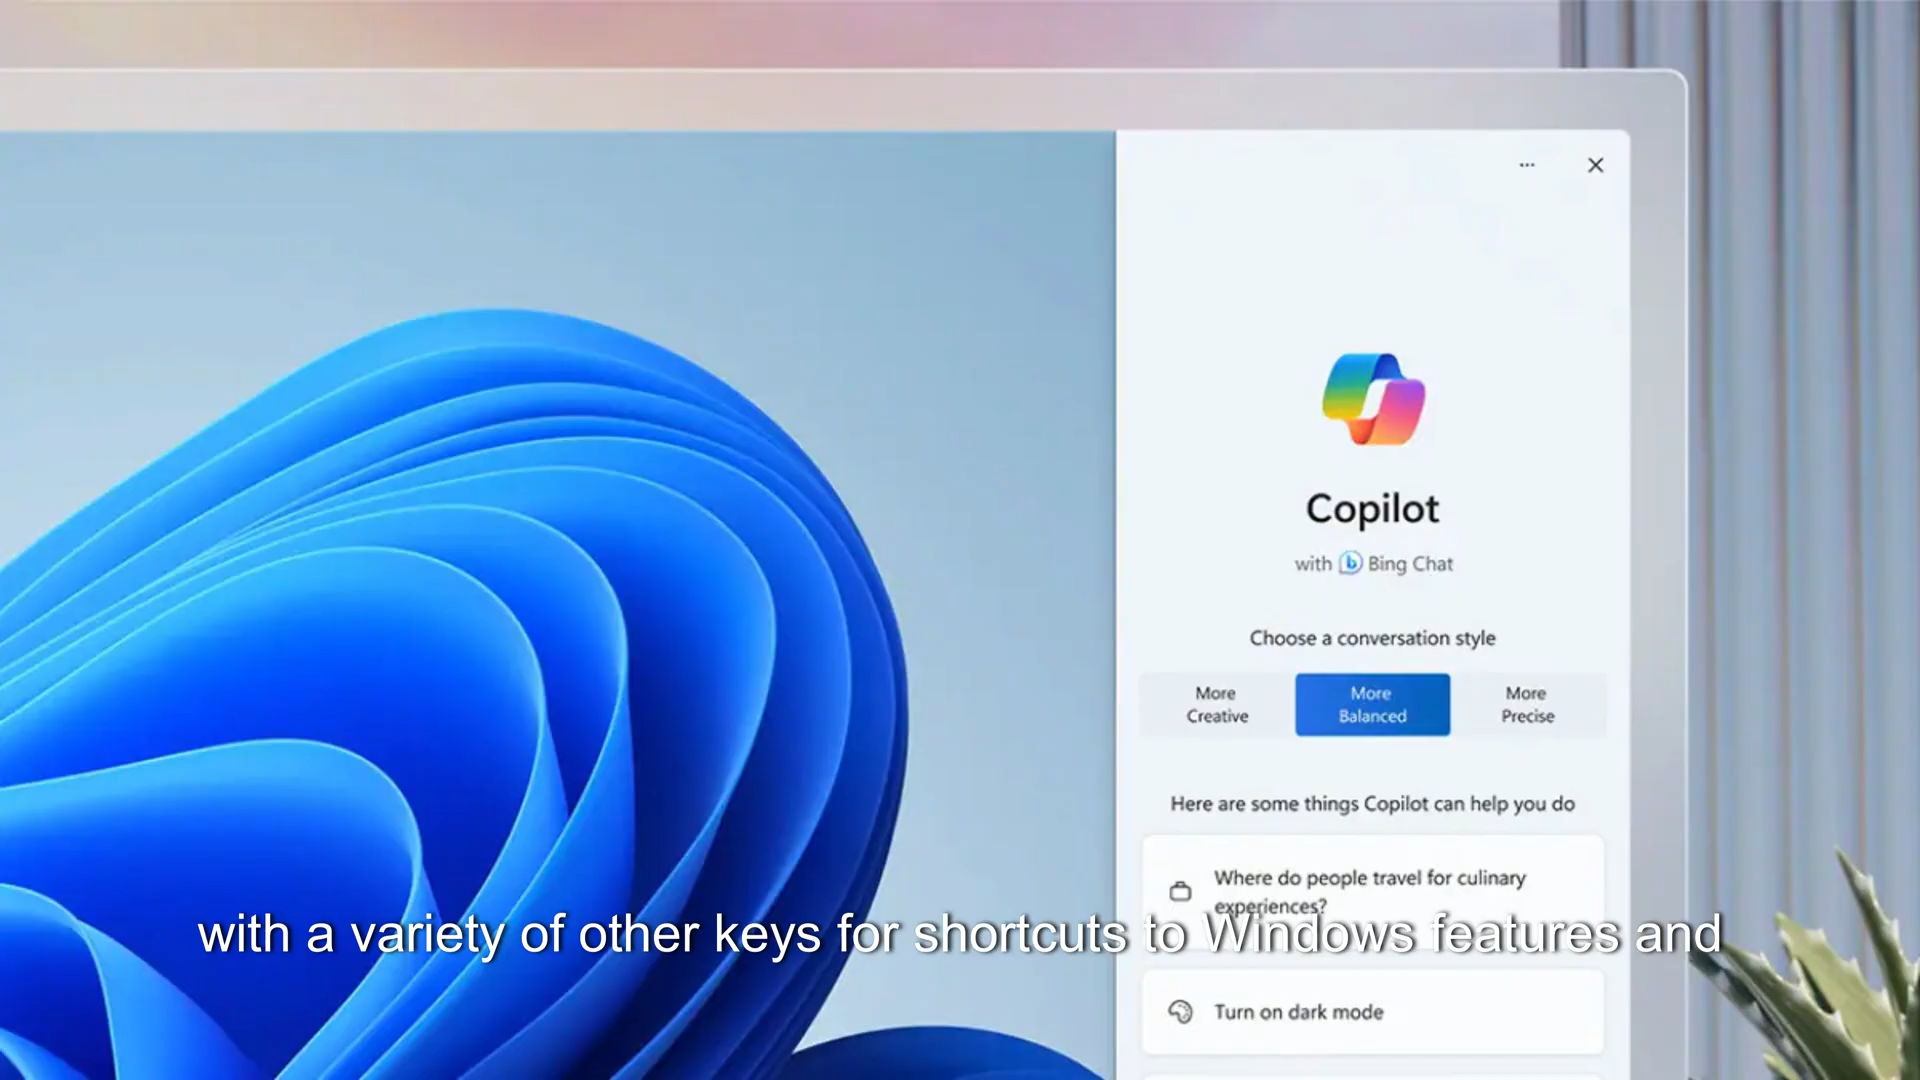 Copilot
with Bing Chat
Choose a conversation style
More
Creative
More
Balanced
More
Precise
Here are some things Copilot can help you do
Where do people travel for culinary
experiences?
with a variety of other keys for shortcuts to Windows features and
Turn on dark mode